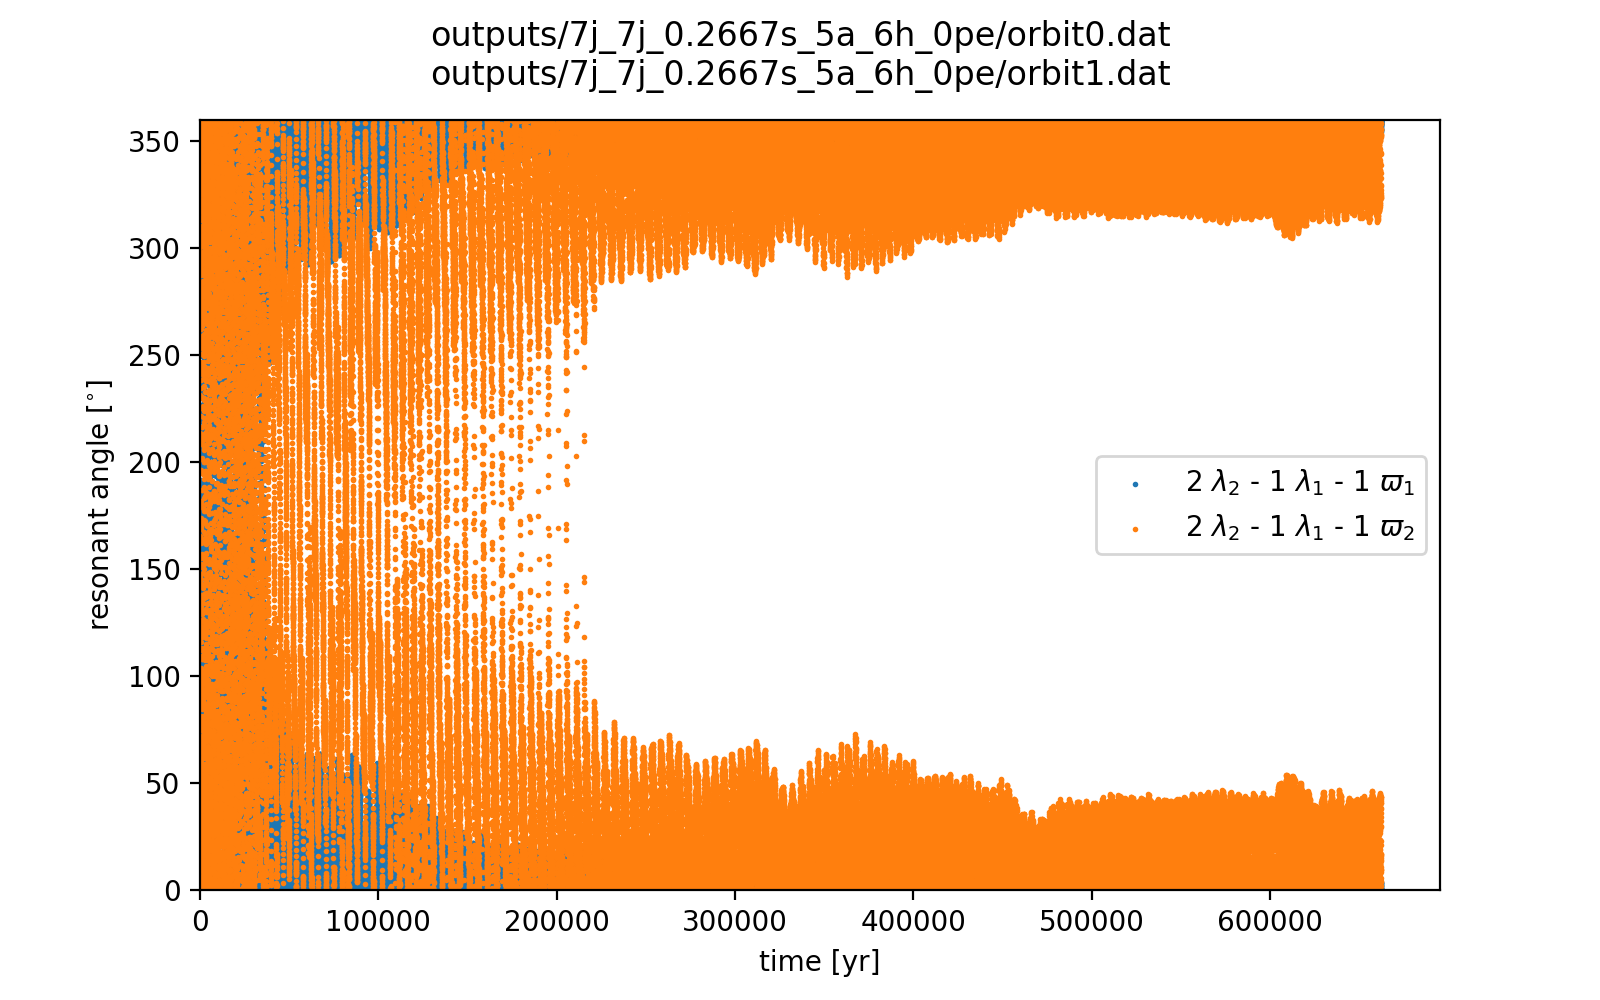 outputs/7j_7j_0.2667s_5a_6h_0pe/orbit0.dat
outputs/7j_7j_0.2667s_5a_6h_0pe/orbit1.dat
350
300
250
200
150
100
50
0
resonant angle [°]
2 λ₂ - 1 λ₁ - 1 ϖ₁
2 λ₂ - 1 λ₁ - 1 ϖ₂
0 100000 200000 300000 400000 500000 600000
time [yr]